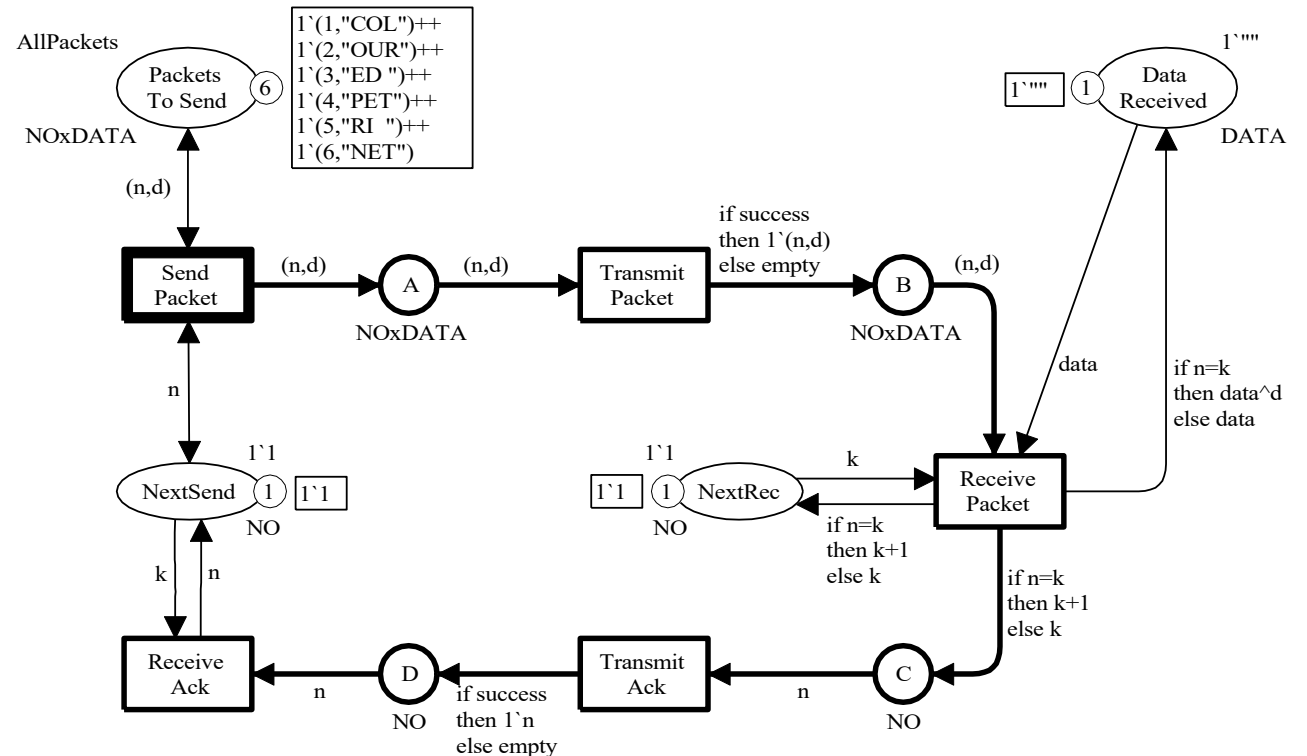 AllPackets
Packets
To Send
6
1`(1,"COL")++
1`(2,"OUR")++
1`(3,"ED ")++
1`(4,"PET")++
1`(5,"RI  ")++
1`(6,"NET")
NOxDATA
1`""
1`""
1
Data
Received
DATA
(n,d)
Send
Packet
(n,d)
A
NOxDATA
(n,d)
Transmit
Packet
if success
then 1`(n,d)
else empty
B
NOxDATA
(n,d)
data
if n=k
then data^d
else data
n
1`1
NextSend
1
1`1
NO
1`1
1`1
1
NextRec
NO
k
if n=k
then k+1
else k
Receive
Packet
if n=k
then k+1
else k
k
n
Receive
Ack
n
D
NO
if success
then 1`n
else empty
Transmit
Ack
n
C
NO